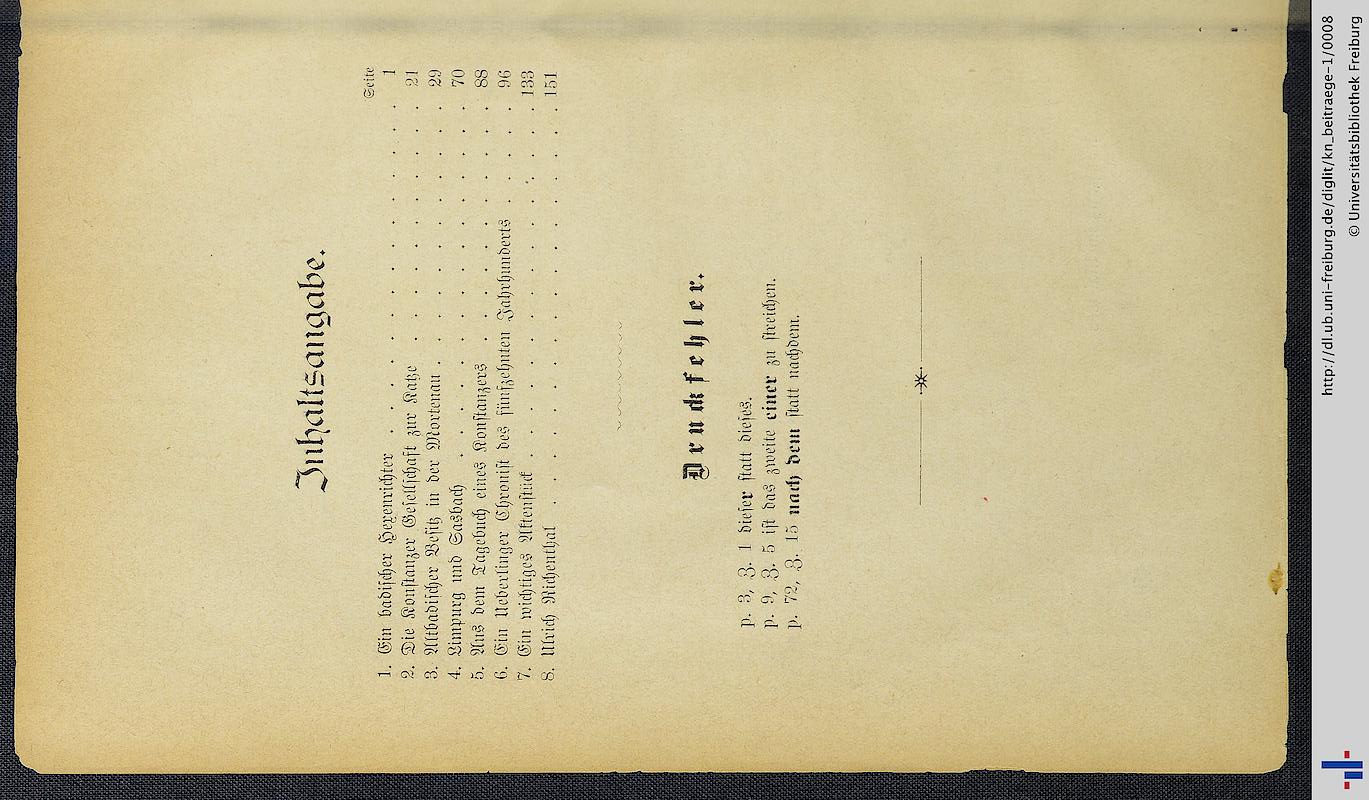 Inhaltsangabe.
Seite
1. Ein badischer Hexenrichter . . . . . . . . . . 1
2. Die Konstanzer Gesellschaft zur Katze . . . . . . . . 21
3. Altbadischer Besitz in der Mortenau . . . . . . . . 29
4. Limpurg und Sasbach . . . . . . . . . . 70
5. Aus dem Tagebuch eines Konstanzers . . . . . . . . 88
6. Ein Ueberlinger Chronist des fünfzehnten Jahrhunderts . . . . 96
7. Ein wichtiges Aktenstück . . . . . . . . . . 133
8. Ulrich Richenthal . . . . . . . . . . . 151
Druckfehler.
p. 3, Z. 1 dieser statt dieses.
p. 9, Z. 5 ist das zweite einer zu streichen.
p. 72, Z. 15 nach dem statt nachdem.
http://dl.ub.uni-freiburg.de/diglit/kn_beitraege-1/0008
© Universitätsbibliothek Freiburg